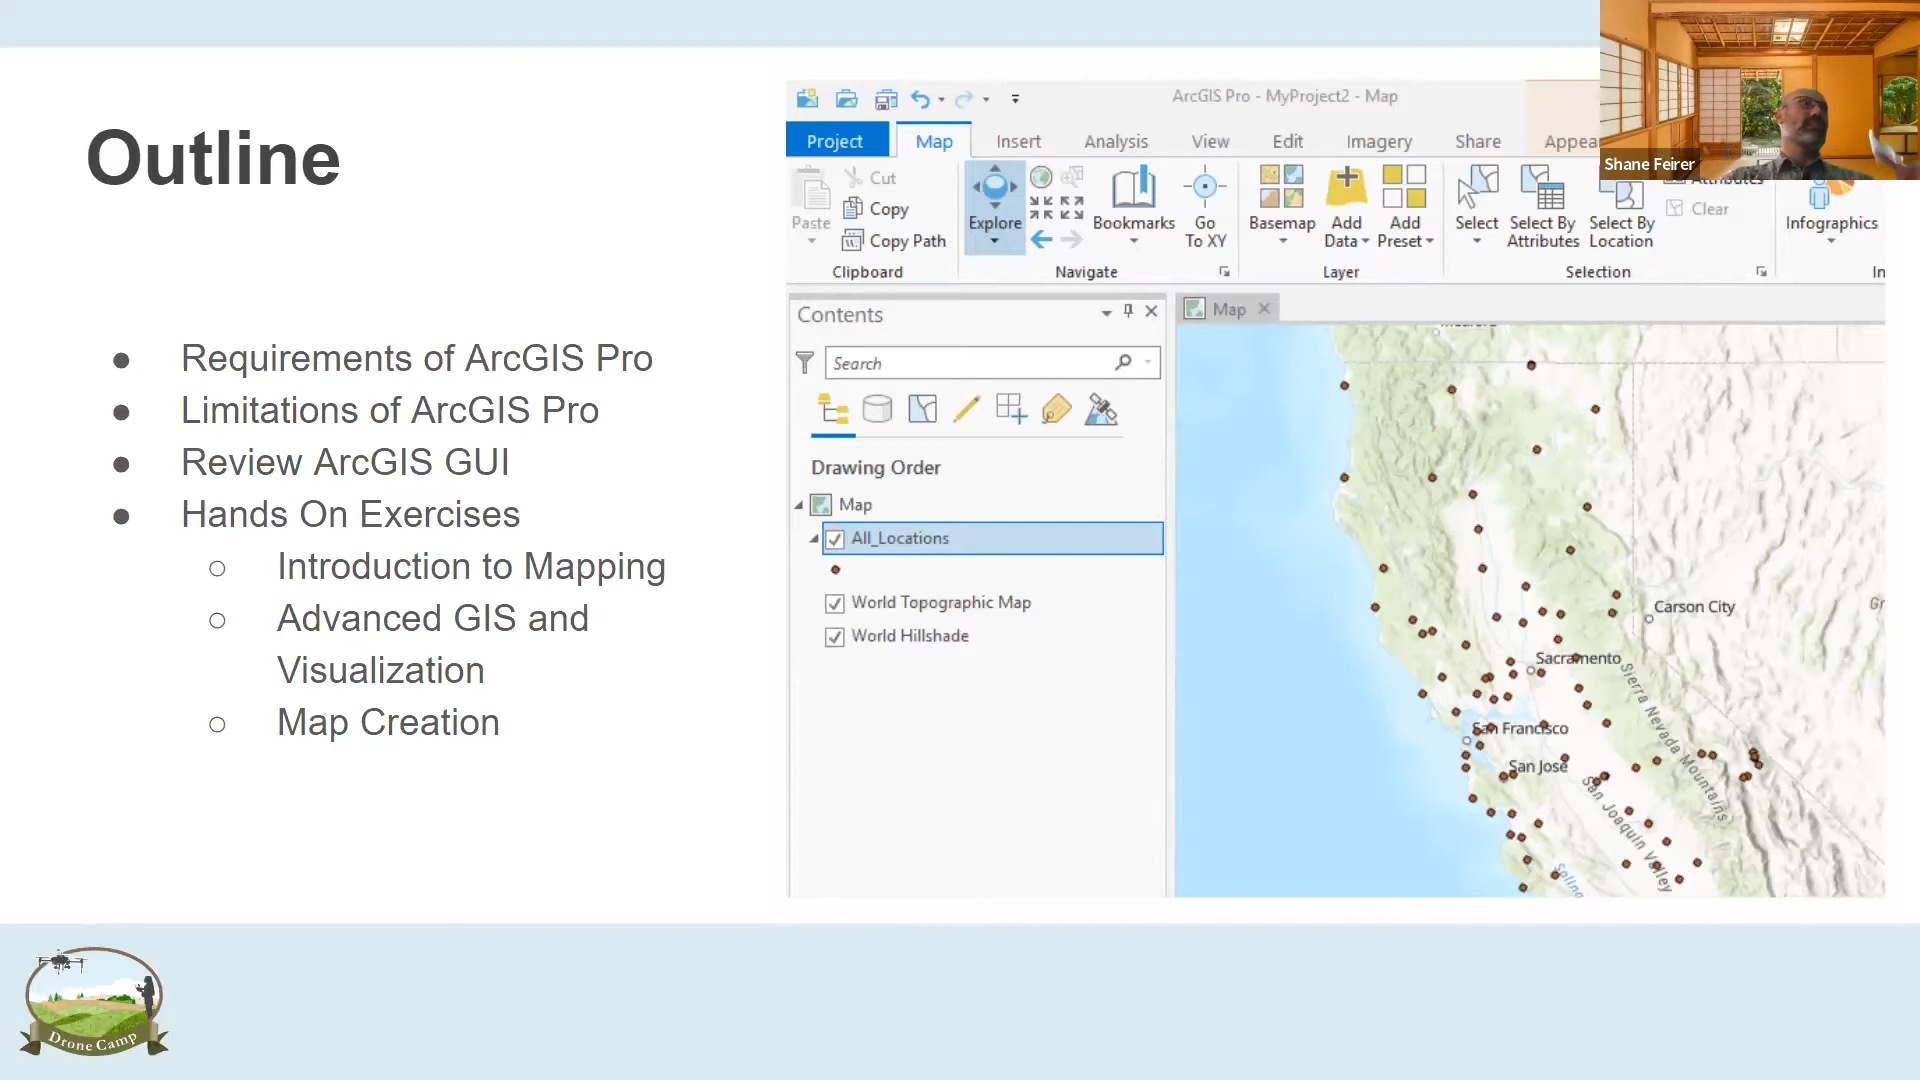 Outline
Requirements of ArcGIS Pro
Limitations of ArcGIS Pro
Review ArcGIS GUI
Hands On Exercises
Introduction to Mapping
Advanced GIS and
Visualization
Map Creation
ArcGIS Pro - MyProject2 - Map
Project Map Insert Analysis View Edit Imagery Share
Paste
Cut
Copy
Copy Path
Clipboard
Explore
Bookmarks
Go
To XY
Navigate
Basemap
Add
Data
Add
Preset
Layer
Select
Select By
Attributes
Select By
Location
Attributes
Clear
Selection
Infographics
Contents
Search
Drawing Order
Map
All_Locations
World Topographic Map
World Hillshade
Map
Carson City
Sacramento
San Francisco
San Jose
Sierra Nevada Mountains
San Joaquin Valley
Shane Feirer
Drone Camp